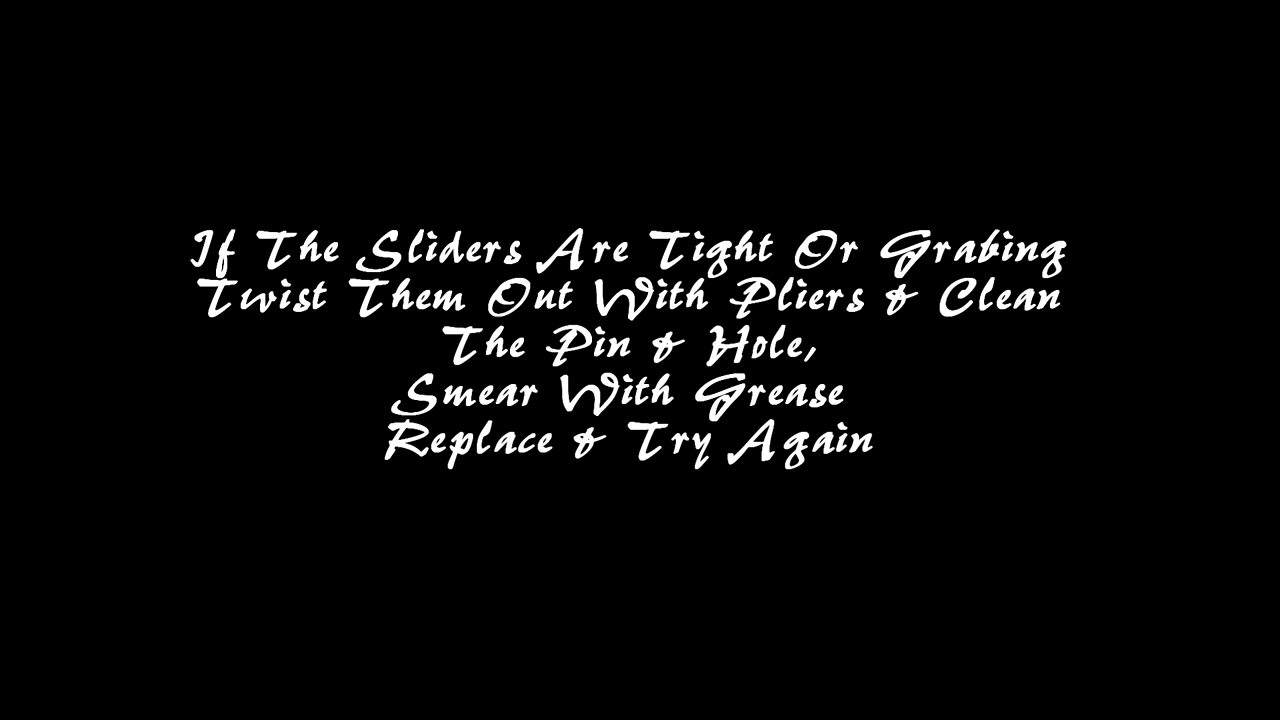 If The Sliders Are Tight Or Grabing
Twist Them Out With Pliers & Clean
The Pin & Hole,
Smear With Grease
Replace & Try Again